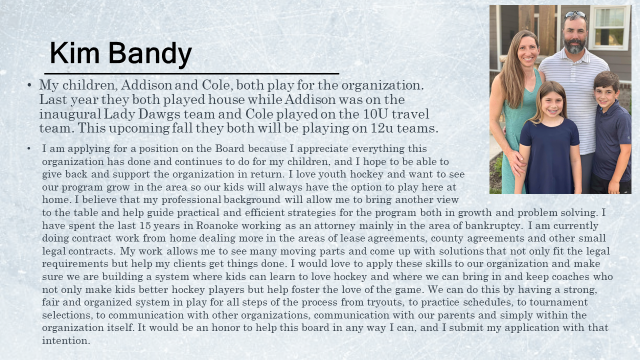 Kim Bandy
• My children, Addison and Cole, both play for the organization.
Last year they both played house while Addison was on the
inaugural Lady Dawgs team and Cole played on the 10U travel
team. This upcoming fall they both will be playing on 12u teams.
• I am applying for a position on the Board because I appreciate everything this
organization has done and continues to do for my children, and I hope to be able to
give back and support the organization in return. I love youth hockey and want to see
our program grow in the area so our kids will always have the option to play here at
home. I believe that my professional background will allow me to bring another view
to the table and help guide practical and efficient strategies for the program both in growth and problem solving. I
have spent the last 15 years in Roanoke working as an attorney mainly in the area of bankruptcy. I am currently
doing contract work from home dealing more in the areas of lease agreements, county agreements and other small
legal contracts. My work allows me to see many moving parts and come up with solutions that not only fit the legal
requirements but help my clients get things done. I would love to apply these skills to our organization and make
sure we are building a system where kids can learn to love hockey and where we can bring in and keep coaches who
not only make kids better hockey players but help foster the love of the game. We can do this by having a strong,
fair and organized system in play for all steps of the process from tryouts, to practice schedules, to tournament
selections, to communication with other organizations, communication with our parents and simply within the
organization itself. It would be an honor to help this board in any way I can, and I submit my application with that
intention.